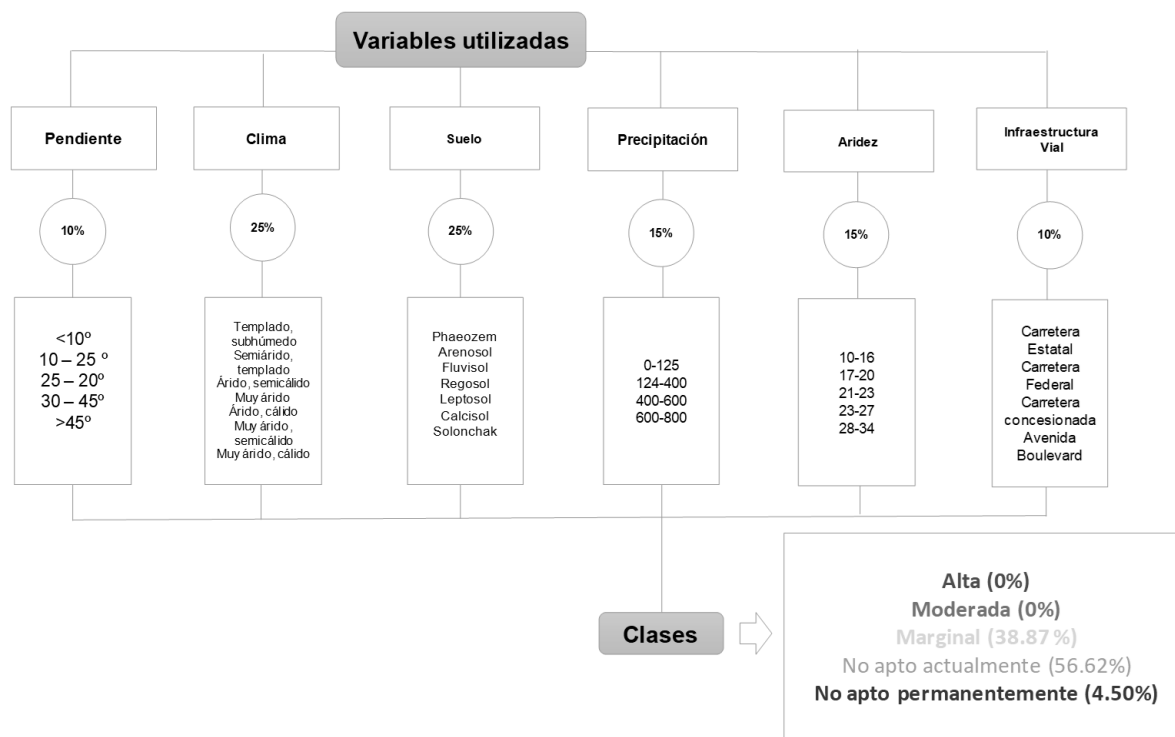 Variables utilizadas
Pendiente
Clima
Suelo
Precipitación
Aridez
Infraestructura
Vial
10%
25%
25%
15%
15%
10%
<10º
10 – 25 º
25 – 20º
30 – 45º
>45º
Templado,
subhúmedo
Semiárido,
templado
Árido, semicálido
Muy árido
Árido, cálido
Muy árido,
semicálido
Muy árido, cálido
Phaeozem
Arenosol
Fluvisol
Regosol
Leptosol
Calcisol
Solonchak
0-125
124-400
400-600
600-800
10-16
17-20
21-23
23-27
28-34
Carretera
Estatal
Carretera
Federal
Carretera
concesionada
Avenida
Boulevard
Clases
Alta (0%)
Moderada (0%)
Marginal (38.87 %)
No apto actualmente (56.62%)
No apto permanentemente (4.50%)